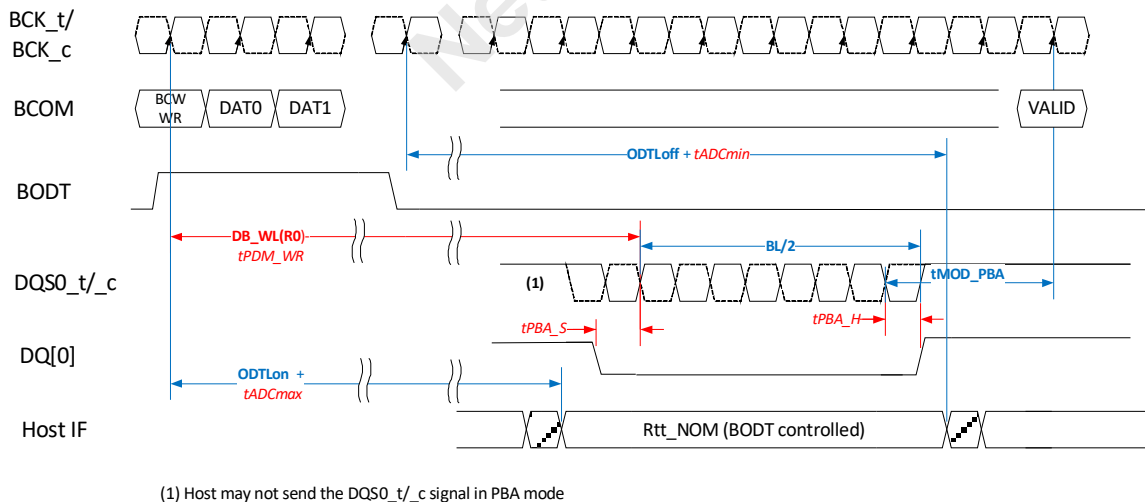 BCK_t/
BCK_c
BCOM
BCW
WR
DAT0
DAT1
VALID
ODTLoff + tADCmin
BODT
DB_WL(R0)
tPDM_WR
BL/2
DQS0_t/_c
(1)
tMOD_PBA
tPBA_S
tPBA_H
DQ[0]
ODTLon +
tADCmax
Host IF
Rtt_NOM (BODT controlled)
(1) Host may not send the DQS0_t/_c signal in PBA mode